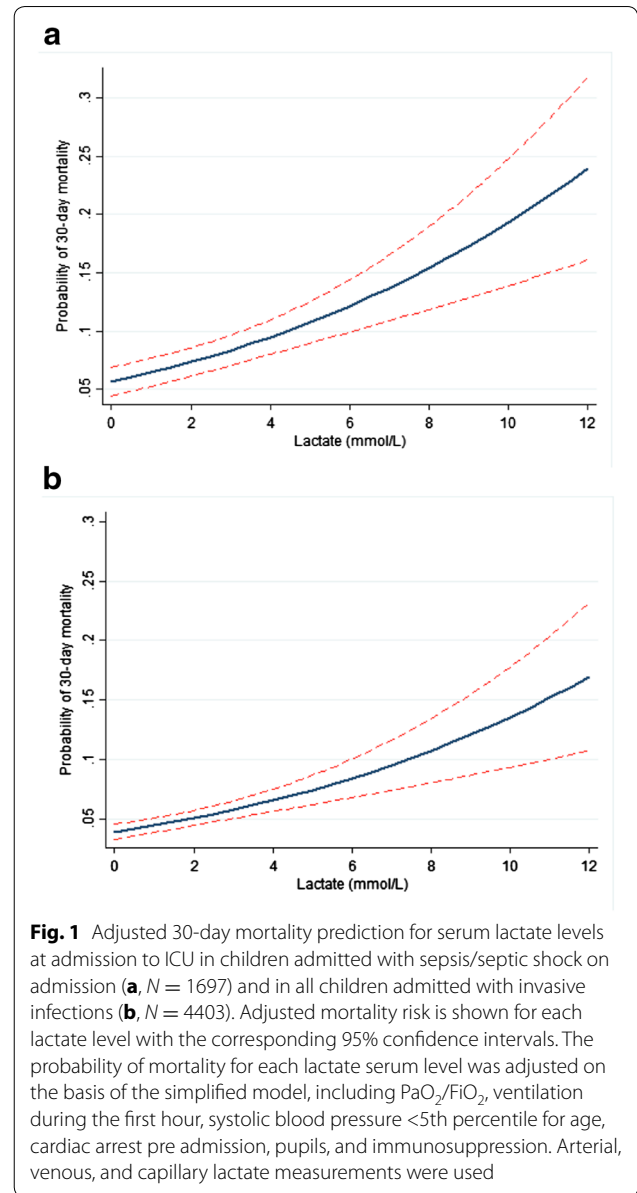 a
.3
.25
.2
.15
.1
.05
Probability of 30-day mortality
0 2 4 6 8 10 12
Lactate (mmol/L)
b
.3
.25
.2
.15
.1
.05
Probability of 30-day mortality
0 2 4 6 8 10 12
Lactate (mmol/L)
Fig. 1 Adjusted 30-day mortality prediction for serum lactate levels
at admission to ICU in children admitted with sepsis/septic shock on
admission (a, N = 1697) and in all children admitted with invasive
infections (b, N = 4403). Adjusted mortality risk is shown for each
lactate level with the corresponding 95% confidence intervals. The
probability of mortality for each lactate serum level was adjusted on
the basis of the simplified model, including PaO₂/FiO₂, ventilation
during the first hour, systolic blood pressure <5th percentile for age,
cardiac arrest pre admission, pupils, and immunosuppression. Arterial,
venous, and capillary lactate measurements were used